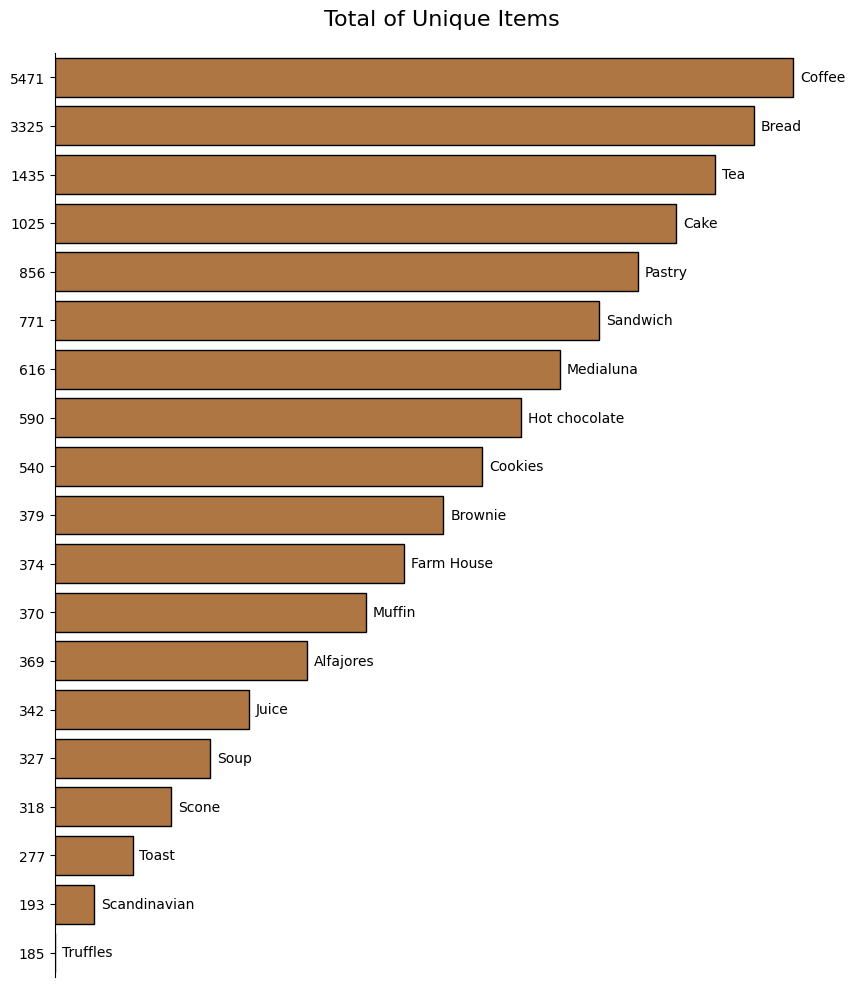 Total of Unique Items
5471 Coffee
3325 Bread
1435 Tea
1025 Cake
856 Pastry
771 Sandwich
616 Medialuna
590 Hot chocolate
540 Cookies
379 Brownie
374 Farm House
370 Muffin
369 Alfajores
342 Juice
327 Soup
318 Scone
277 Toast
193 Scandinavian
185 Truffles